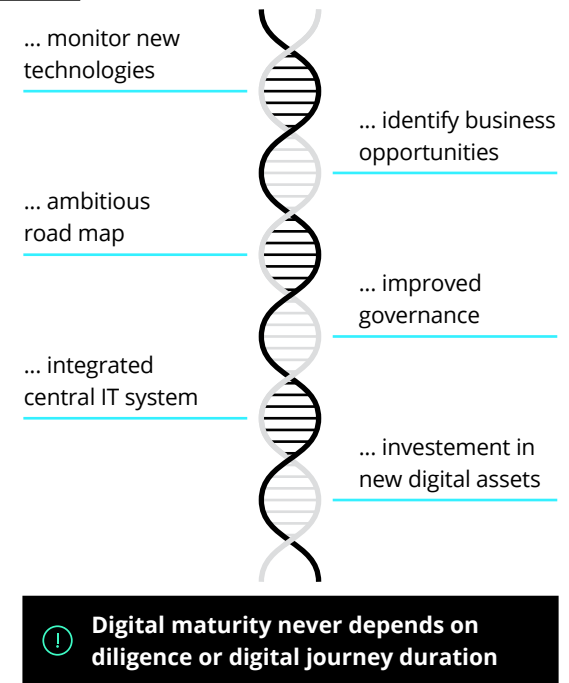 ... monitor new
technologies
... identify business
opportunities
... ambitious
road map
... improved
governance
... integrated
central IT system
... investement in
new digital assets
Digital maturity never depends on
diligence or digital journey duration